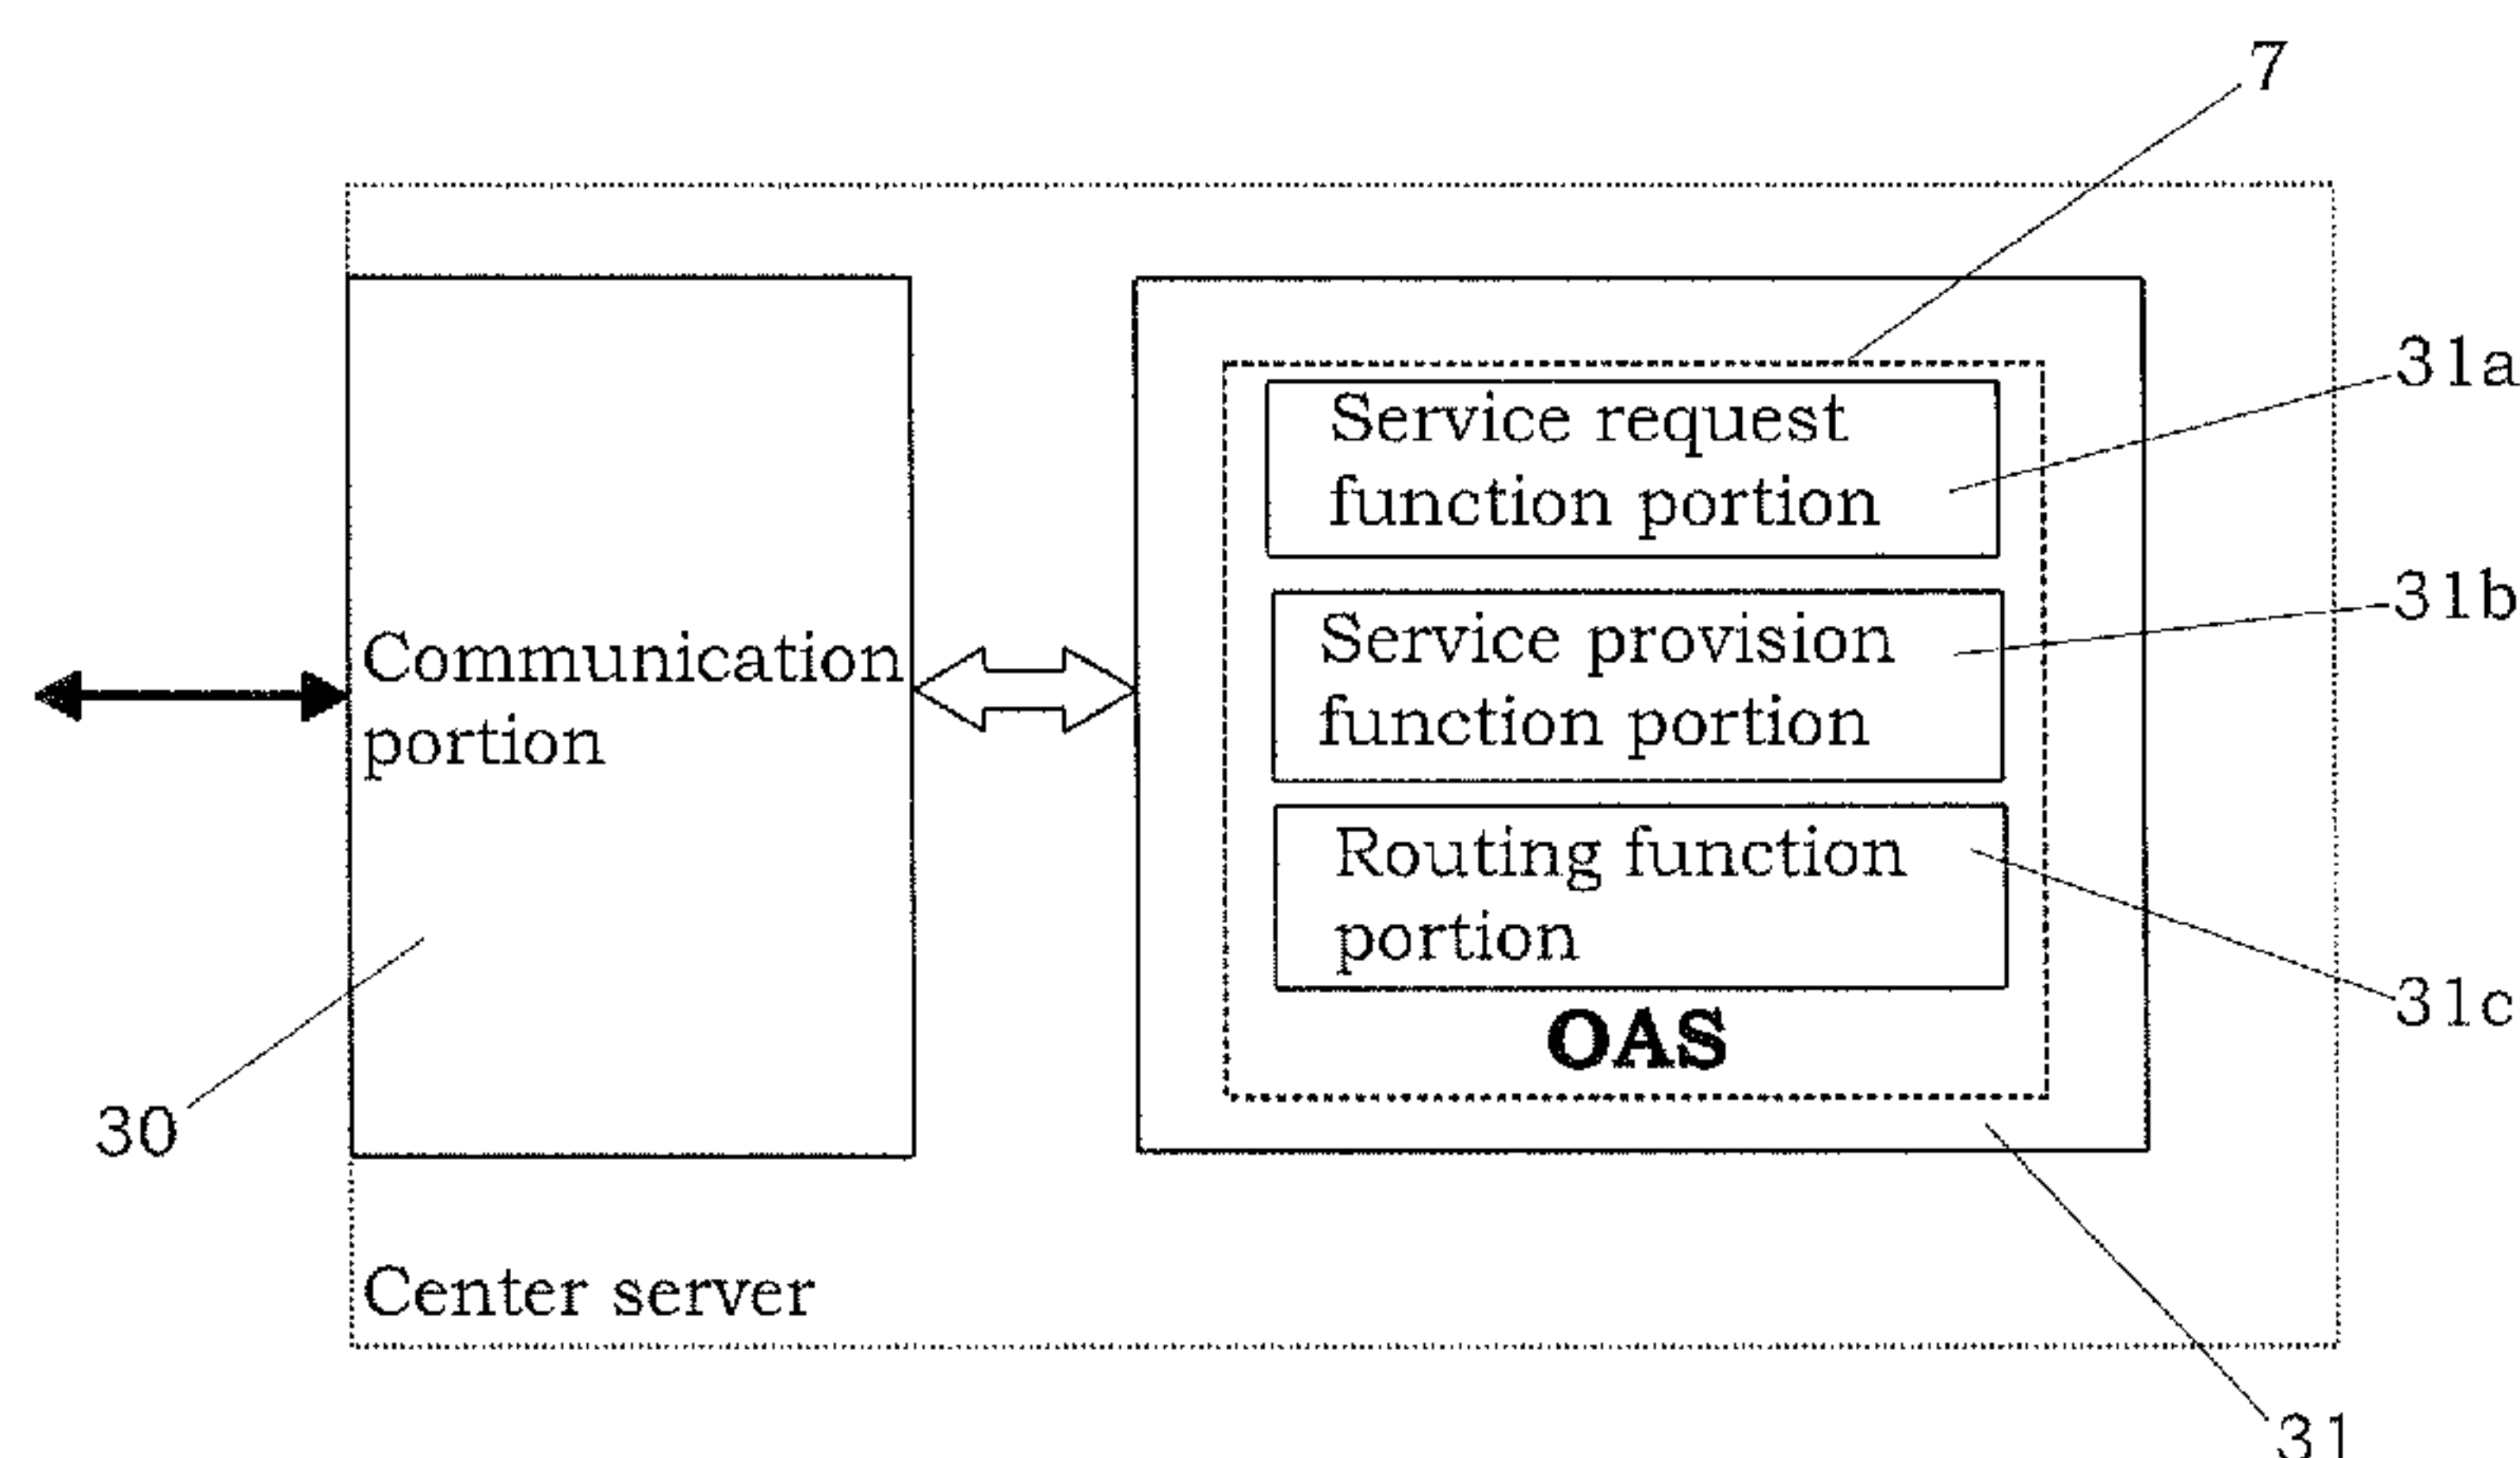 7
Service request
function portion
31a
Service provision
function portion
31b
Communication
portion
Routing function
portion
31c
OAS
30
Center server
31